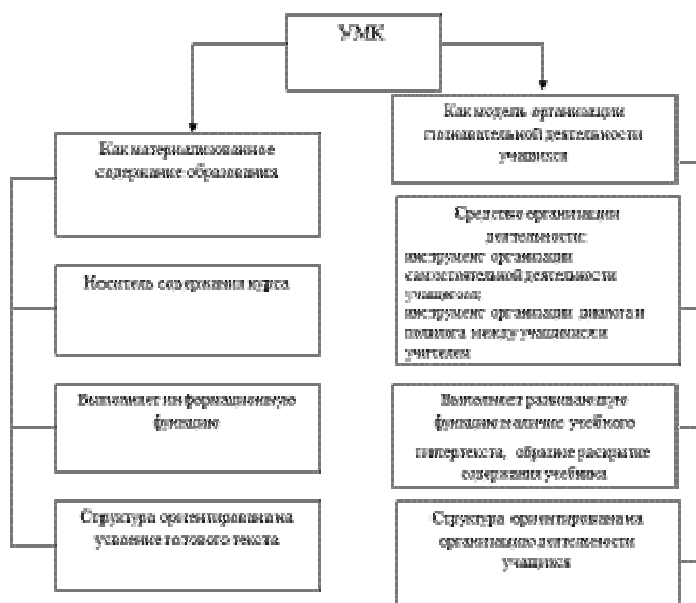 УМК
Как материализованное
содержание образования
Носитель содержания курса
Выполняет информационную
функцию
Структура ориентирована на
усвоение готового текста
Как модель организации
познавательной деятельности
учащихся
Средство организации
деятельности:
инструмент организации
самостоятельной деятельности
учащегося;
инструмент организации диалога и
полилога между учащимися и
учителем
Выполняет развивающую
функцию наличие учебного
гипертекста, образное раскрытие
содержания учебника
Структура ориентирована на
организацию деятельности
учащихся